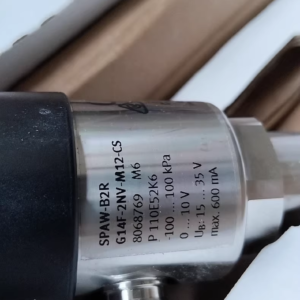 SPAW-B2R
G14F-2NV-M12-CS
8068769 M6
P 110E52K6
-100 ... 100 kPa
0 ... 10 V
UB: 15 ... 35 V
max. 600 mA